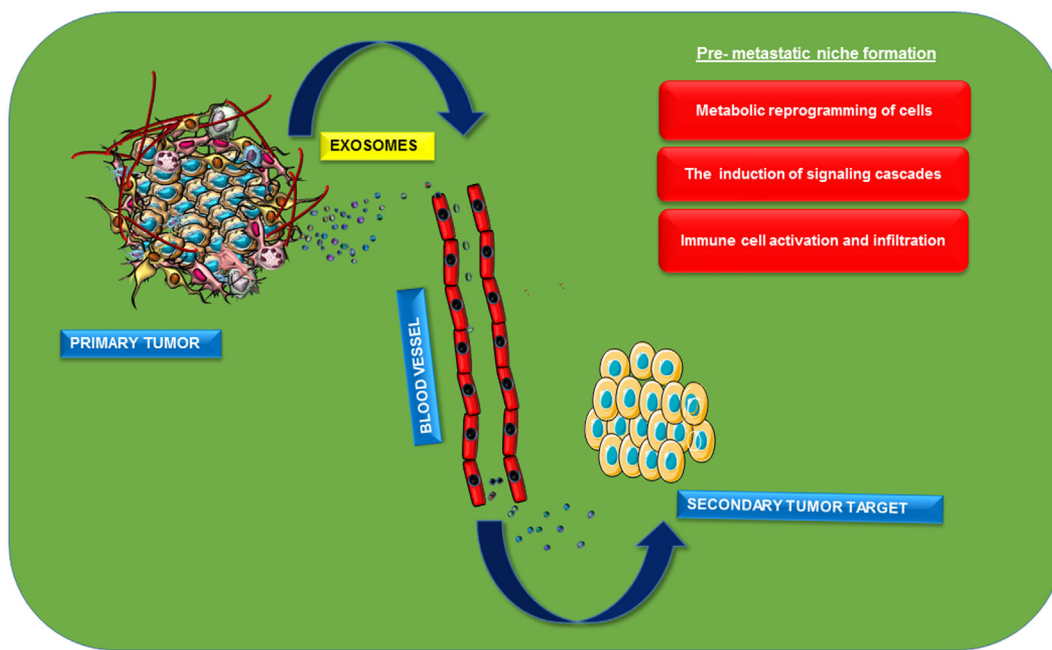 Pre- metastatic niche formation
Metabolic reprogramming of cells
EXOSOMES
The induction of signaling cascades
Immune cell activation and infiltration
PRIMARY TUMOR
BLOOD VESSEL
SECONDARY TUMOR TARGET